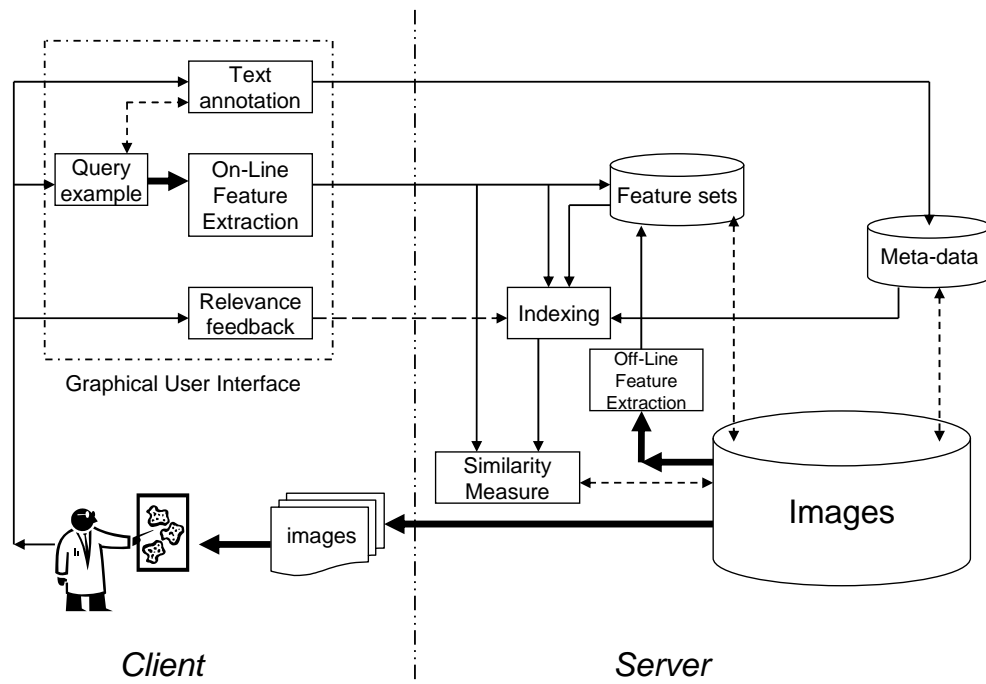 Text
annotation
Query
example
On-Line
Feature
Extraction
Feature sets
Meta-data
Relevance
feedback
Indexing
Graphical User Interface
Off-Line
Feature
Extraction
Similarity
Measure
Images
images
Client
Server